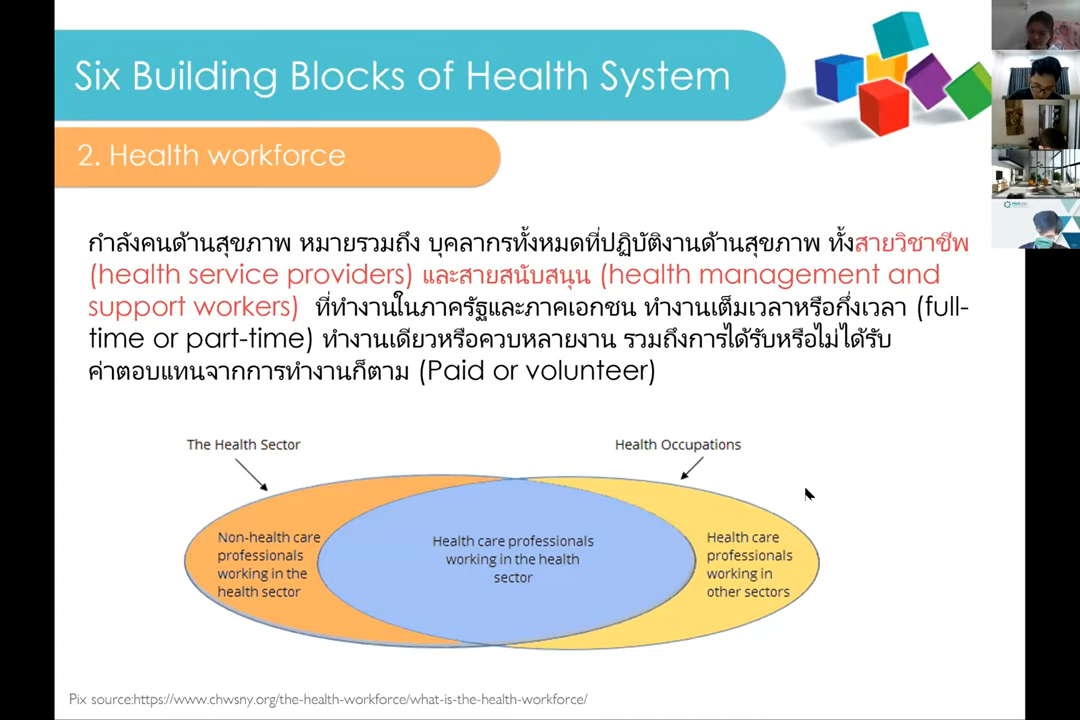 Six Building Blocks of Health System
2. Health workforce
กำลังคนด้านสุขภาพ หมายรวมถึง บุคลากรทั้งหมดที่ปฏิบัติงานด้านสุขภาพ ทั้งสายวิชาชีพ
(health service providers) และสายสนับสนุน (health management and
support workers) ที่ทำงานในภาครัฐและภาคเอกชน ทำงานเต็มเวลาหรือกึ่งเวลา (full-
time or part-time) ทำงานเดียวหรือควบหลายงาน รวมถึงการได้รับหรือไม่ได้รับ
ค่าตอบแทนจากการทำงานก็ตาม (Paid or volunteer)
The Health Sector
Health Occupations
Non-health care
professionals
working in the
health sector
Health care professionals
working in the health
sector
Health care
professionals
working in
other sectors
Pix source:https://www.chwsny.org/the-health-workforce/what-is-the-health-workforce/